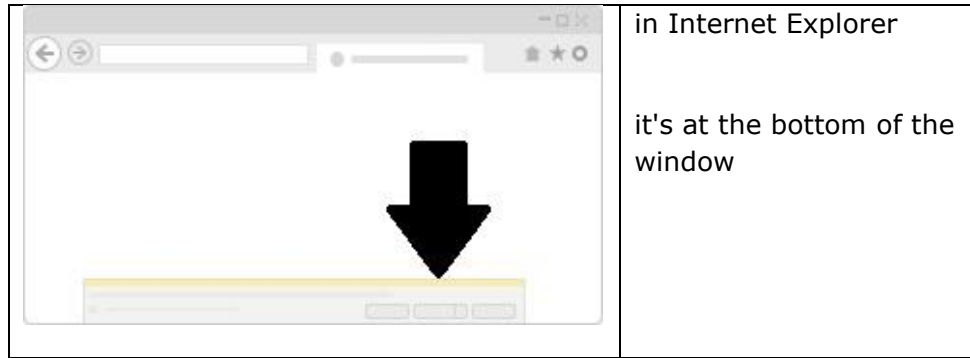 in Internet Explorer
it's at the bottom of the
window